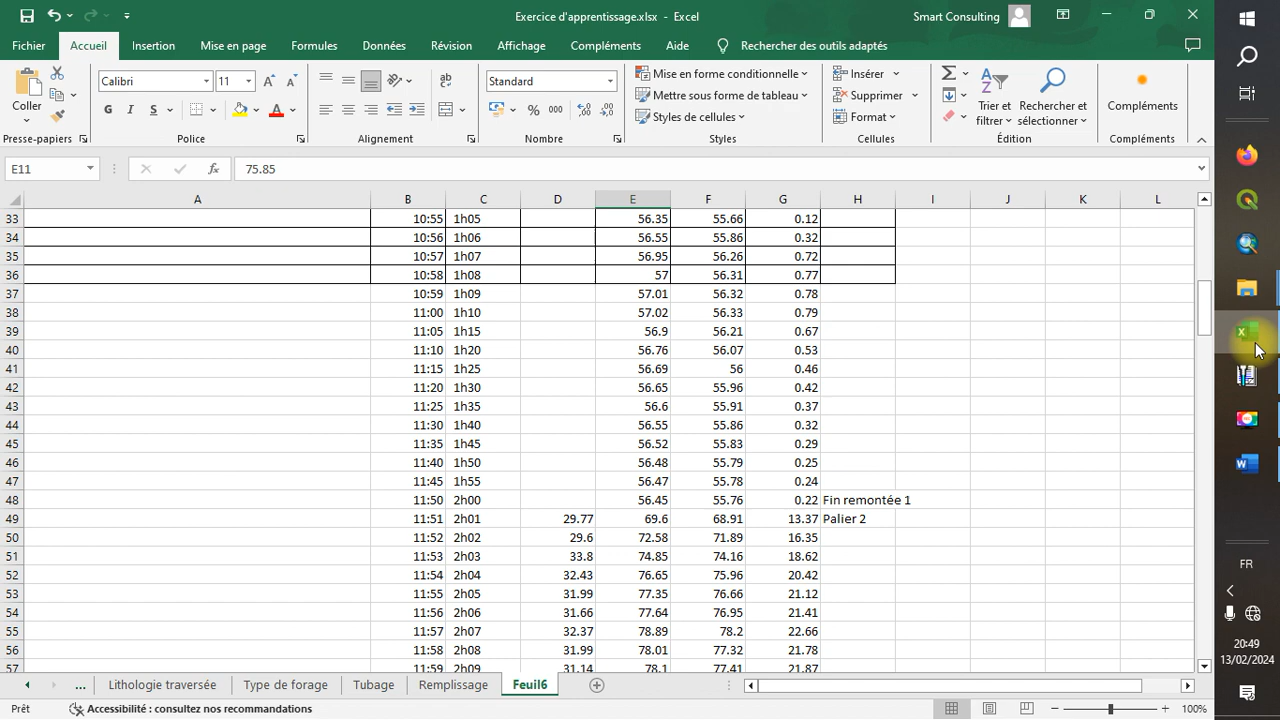 Exercice d'apprentissage.xlsx - Excel
Smart Consulting
Fichier Accueil Insertion Mise en page Formules Données Révision Affichage Compléments Aide Rechercher des outils adaptés
Coller
Calibri 11
Standard
Mise en forme conditionnelle
Mettre sous forme de tableau
Styles de cellules
Insérer
Supprimer
Format
Trier et filtrer
Rechercher et sélectionner
Compléments
Presse-papiers Police Alignement Nombre Styles Cellules Édition Compléments
E11 fx 75.85
A B C D E F G H I J K L
33 10:55 1h05 56.35 55.66 0.12
34 10:56 1h06 56.55 55.86 0.32
35 10:57 1h07 56.95 56.26 0.72
36 10:58 1h08 57 56.31 0.77
37 10:59 1h09 57.01 56.32 0.78
38 11:00 1h10 57.02 56.33 0.79
39 11:05 1h15 56.9 56.21 0.67
40 11:10 1h20 56.76 56.07 0.53
41 11:15 1h25 56.69 56 0.46
42 11:20 1h30 56.65 55.96 0.42
43 11:25 1h35 56.6 55.91 0.37
44 11:30 1h40 56.55 55.86 0.32
45 11:35 1h45 56.52 55.83 0.29
46 11:40 1h50 56.48 55.79 0.25
47 11:45 1h55 56.47 55.78 0.24
48 11:50 2h00 56.45 55.76 0.22 Fin remontée 1
49 11:51 2h01 29.77 69.6 68.91 13.37 Palier 2
50 11:52 2h02 29.6 72.58 71.89 16.35
51 11:53 2h03 33.8 74.85 74.16 18.62
52 11:54 2h04 32.43 76.65 75.96 20.42
53 11:55 2h05 31.99 77.35 76.66 21.12
54 11:56 2h06 31.66 77.64 76.95 21.41
55 11:57 2h07 32.37 78.89 78.2 22.66
56 11:58 2h08 31.99 78.01 77.32 21.78
57 11:59 2h09 31.14 78.1 77.41 21.87
... Lithologie traversée Type de forage Tubage Remplissage Feuil6
Prêt Accessibilité : consultez nos recommandations 100%
FR
20:49
13/02/2024